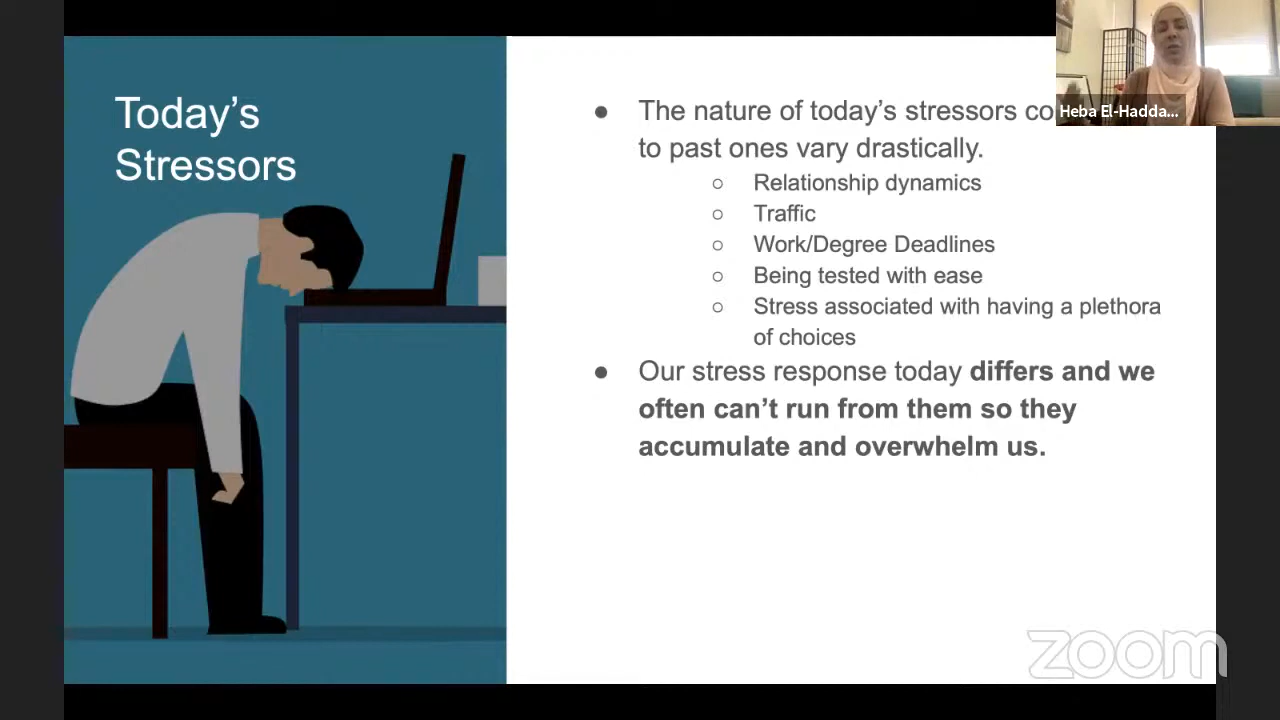 Today's
Stressors
● The nature of today's stressors co
to past ones vary drastically.
○ Relationship dynamics
○ Traffic
○ Work/Degree Deadlines
○ Being tested with ease
○ Stress associated with having a plethora
of choices
● Our stress response today differs and we
often can't run from them so they
accumulate and overwhelm us.
Heba El-Hadda...
zoom